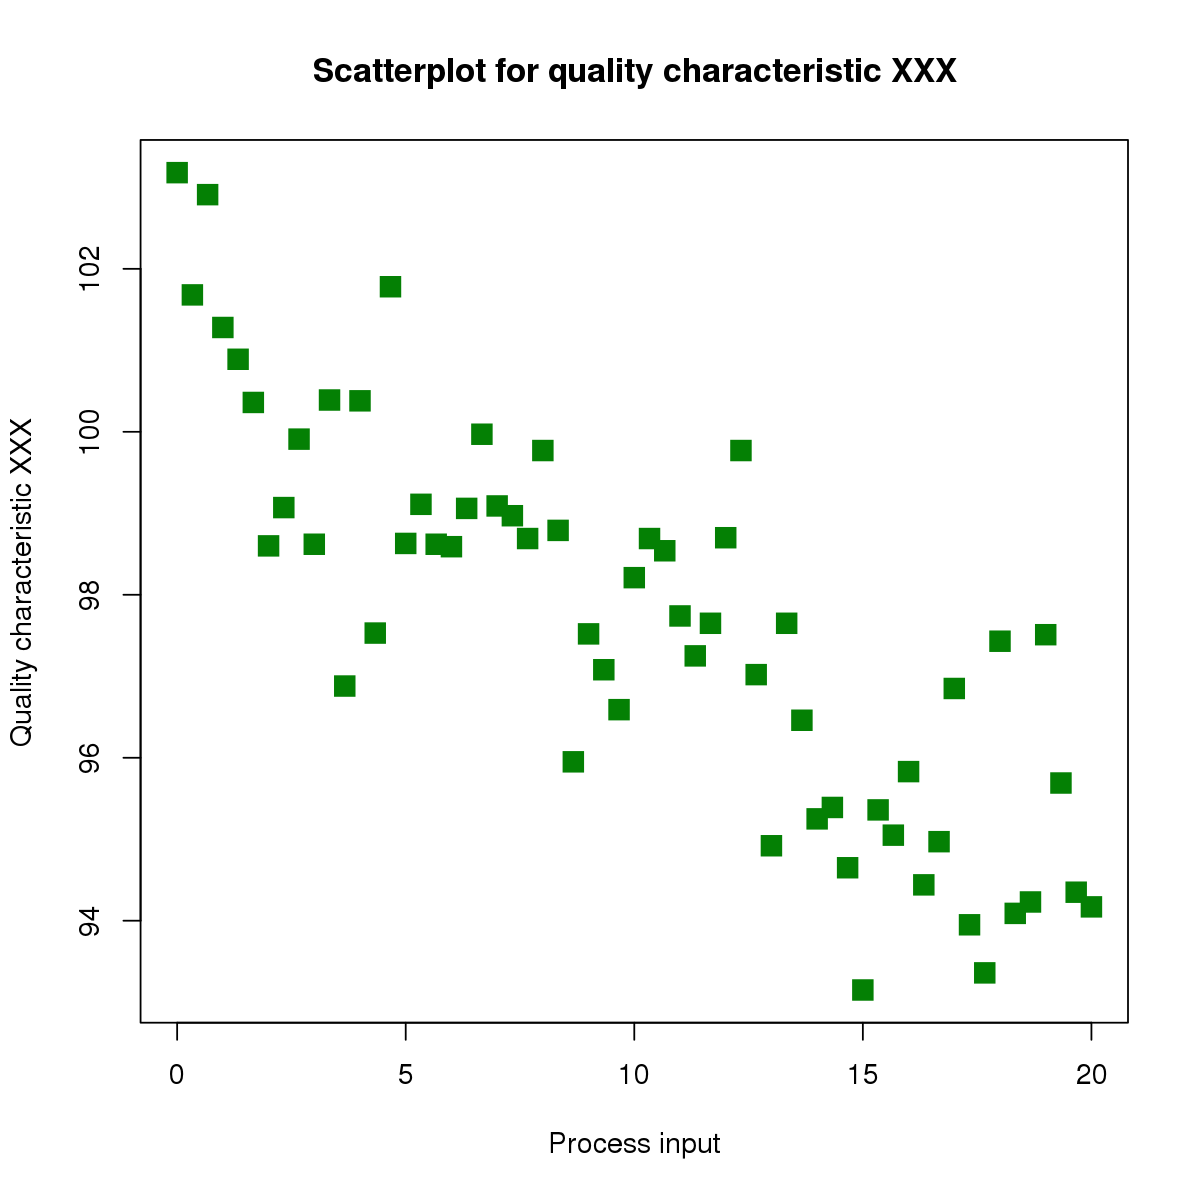 Scatterplot for quality characteristic XXX
Quality characteristic XXX
102
100
98
96
94
0 5 10 15 20
Process input